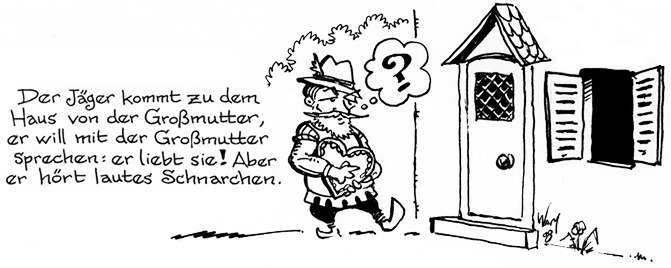 Der Jäger kommt zu dem
Haus von der Großmutter,
er will mit der Großmutter
sprechen: er liebt sie! Aber
er hört lautes Schnarchen.
?